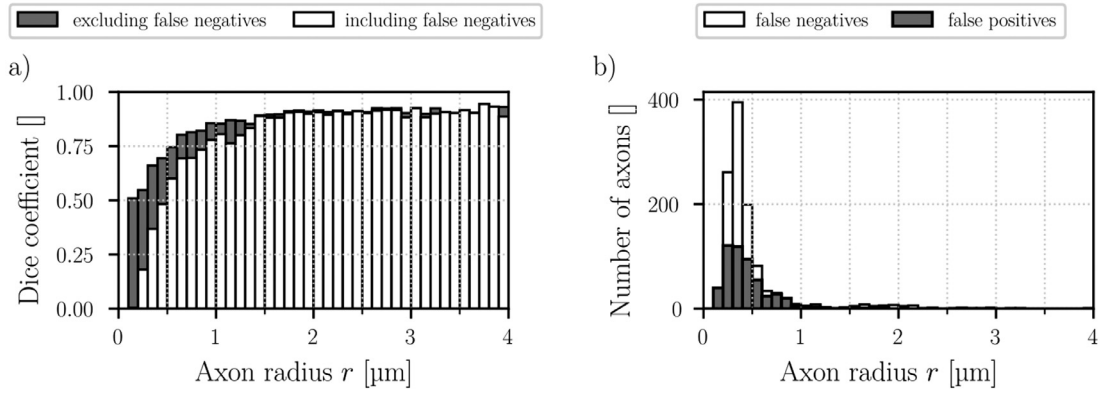 excluding false negatives including false negatives
false negatives false positives
a)
b)
1.00
0.75
0.50
0.25
0.00
Dice coefficient []
0 1 2 3 4
Axon radius r [µm]
400
200
0
Number of axons []
0 1 2 3 4
Axon radius r [µm]